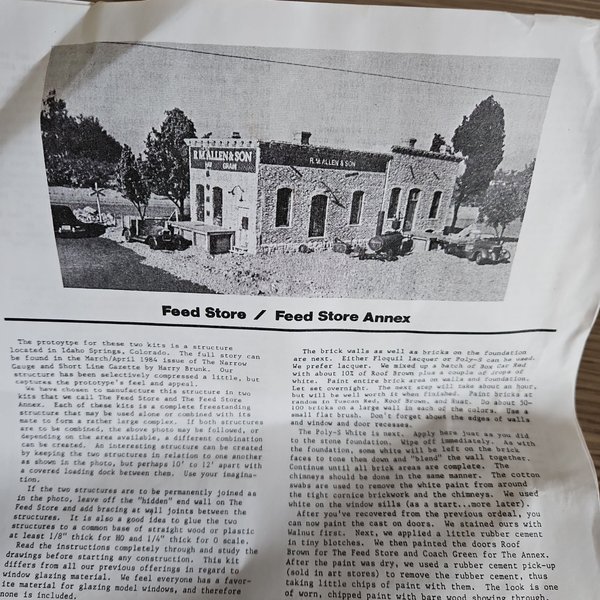 R.M.ALLEN & SON
HAY GRAIN
R.M.ALLEN & SON
Feed Store / Feed Store Annex
The protoytpe for these two kits is a structure
located in Idaho Springs, Colorado. The full story can
be found in the March/April 1984 issue of The Narrow
Gauge and Short Line Gazette by Harry Brunk. Our
structure has been selectively compressed a little, but
captures the prototype's feel and appeal.
We have chosen to manufacture this structure in two
kits that we call The Feed Store and The Feed Store
Annex. Each of these kits is a complete freestanding
structure that may be used alone or combined with its
mate to form a rather large complex. If both structures
are to be combined, the above photo may be followed, or
depending on the area available, a different combination
can be created. An interesting structure can be created
by keeping the two structures in relation to one another
as shown in the photo, but perhaps 10' to 12' apart with
a covered loading dock between them. Use your imagina-
tion.
If the two structures are to be permanently joined as
in the photo, leave off the "hidden" end wall on The
Feed Store and add bracing at wall joints between the
structures. It is also a good idea to glue the two
structures to a common base of straight wood or plastic
at least 1/8" thick for HO and 1/4" thick for O scale.
Read the instructions completely through and study the
drawings before starting any construction. This kit
differs from all our previous offerings in regard to
window glazing material. We feel everyone has a favor-
ite material for glazing model windows, and therefore
none is included.
The brick walls as well as bricks on the foundation
are next. Either Floquil lacquer or Poly-S can be used.
We prefer lacquer. We mixed up a batch of Box Car Red
with about 10% of Roof Brown plus a couple of drops of
white. Paint entire brick area on walls and foundation.
Let set overnight. The next step will take about an hour,
but will be well worth it when finished. Paint bricks at
random to Tuscan Red, Roof Brown, and Rust. Do about 50-
100 bricks on a large wall in each of the colors. Use a
small flat brush. Don't forget about the edges of walls
and window and door recesses.
The Poly-S White is next. Apply here just as you did
to the stone foundation. Wipe off immediately. As with
the foundation, some white will be left on the brick
faces to tone them down and "blend" the wall together.
Continue until all brick areas are complete. The
chimneys should be done in the same manner. The cotton
swabs are used to remove the white paint from around
the tight cornice brickwork and the chimneys. We used
white on the window sills (as a start...more later).
After you've recovered from the previous ordeal, you
can now paint the cast on doors. We stained ours with
Walnut first. Next, we applied a little rubber cement
in tiny blotches. We then painted the doors Roof
Brown for The Feed Store and Coach Green for The Annex.
After the paint was dry, we used a rubber cement pick-up
(sold in art stores) to remove the rubber cement, thus
taking little chips of paint with them. The look is one
of worn, chipped paint with bare wood showing through.